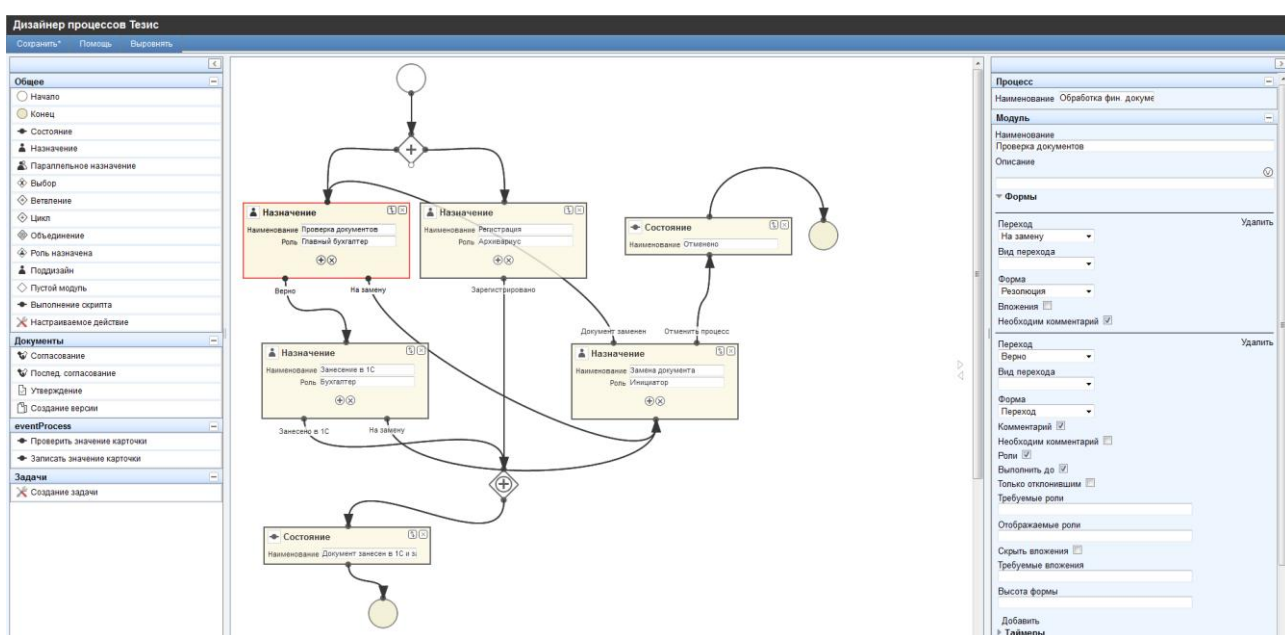 Дизайнер процессов Тезис
Сохранить* Помощь Выровнять
Общее
Начало
Конец
Состояние
Назначение
Параллельное назначение
Выбор
Ветвление
Цикл
Объединение
Роль назначена
Поддизайн
Пустой модуль
Выполнение скрипта
Настраиваемое действие
Документы
Согласование
Послед. согласование
Утверждение
Создание версии
eventProcess
Проверить значение карточки
Записать значение карточки
Задачи
Создание задачи
Назначение
Наименование Проверка документов
Роль Главный бухгалтер
Верно На замену
Назначение
Наименование Регистрация
Роль Архивариус
Зарегистрировано
Состояние
Наименование Отменено
Документ заменен Отменить процесс
Назначение
Наименование Занесение в 1С
Роль Бухгалтер
Занесено в 1С На замену
Назначение
Наименование Замена документа
Роль Инициатор
Состояние
Наименование Документ занесен в 1С и за
Процесс
Наименование Обработка фин. докуме
Модуль
Наименование
Проверка документов
Описание
Формы
Переход Удалить
На замену
Вид перехода
Форма
Резолюция
Вложения
Необходим комментарий
Переход Удалить
Верно
Вид перехода
Форма
Переход
Комментарий
Необходим комментарий
Роли
Выполнить до
Только отклонившим
Требуемые роли
Отображаемые роли
Скрыть вложения
Требуемые вложения
Высота формы
Добавить
Таймеры